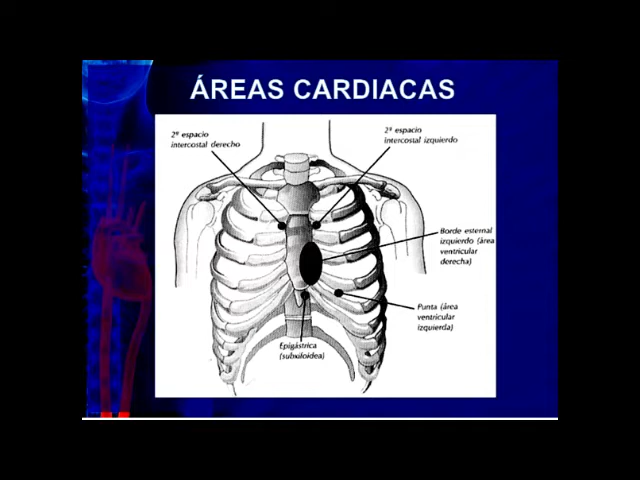 ÁREAS CARDIACAS
2º espacio
intercostal derecho
2º espacio
intercostal izquierdo
Borde esternal
izquierdo (área
ventricular
derecha)
Punta (área
ventricular
izquierda)
Epigástrica
(subxifoidea)